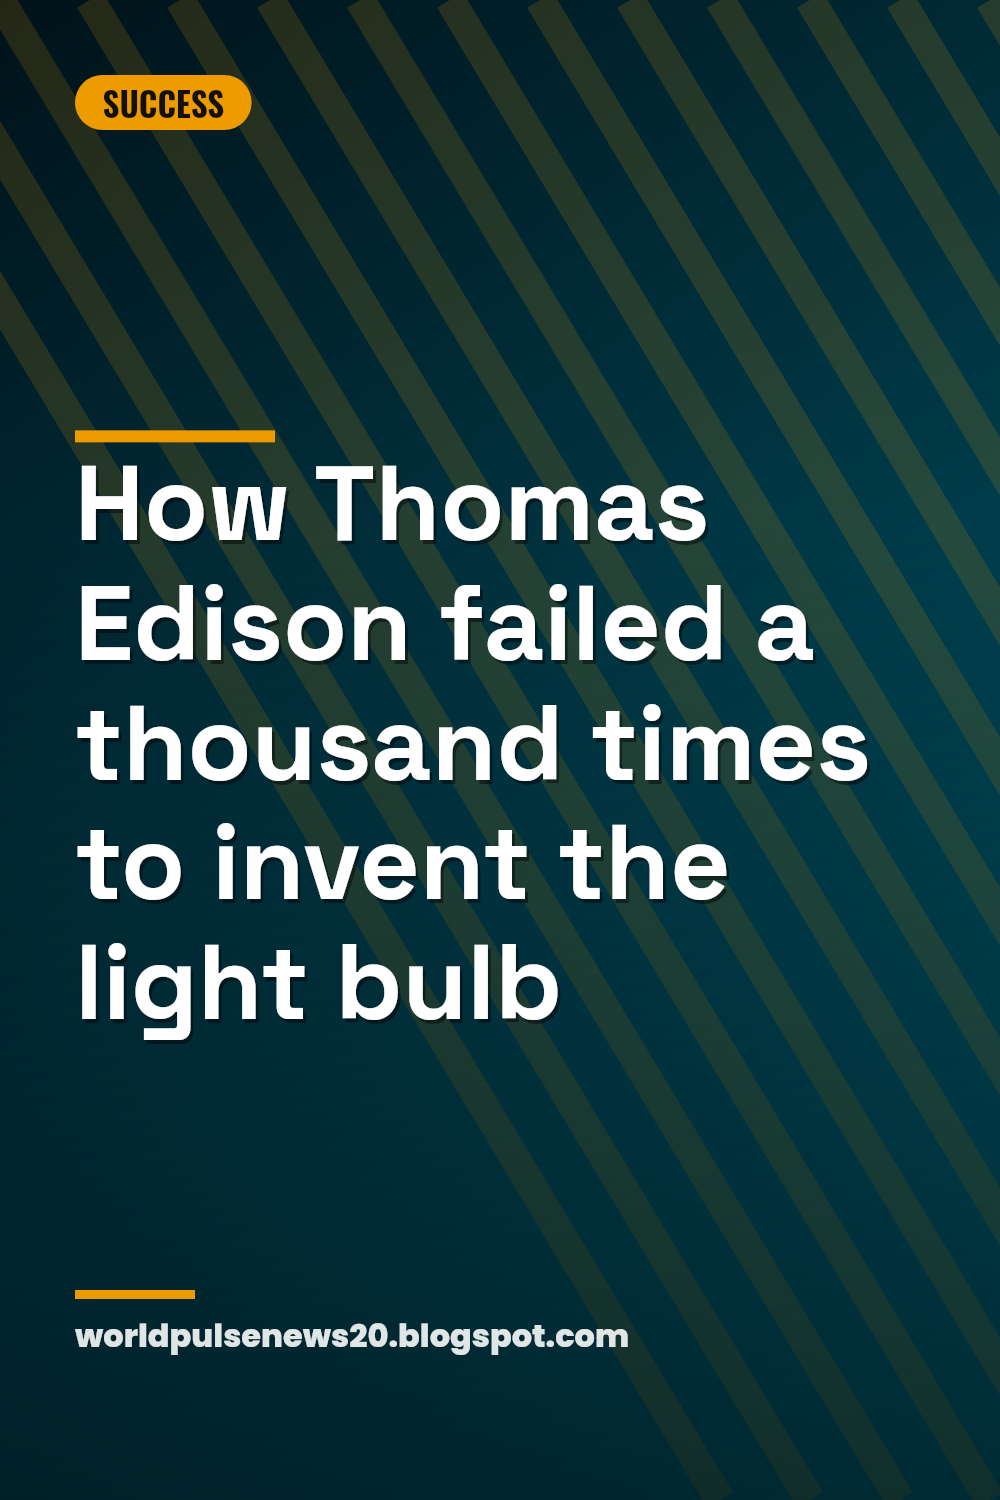 SUCCESS
How Thomas
Edison failed a
thousand times
to invent the
light bulb
worldpulsenews20.blogspot.com